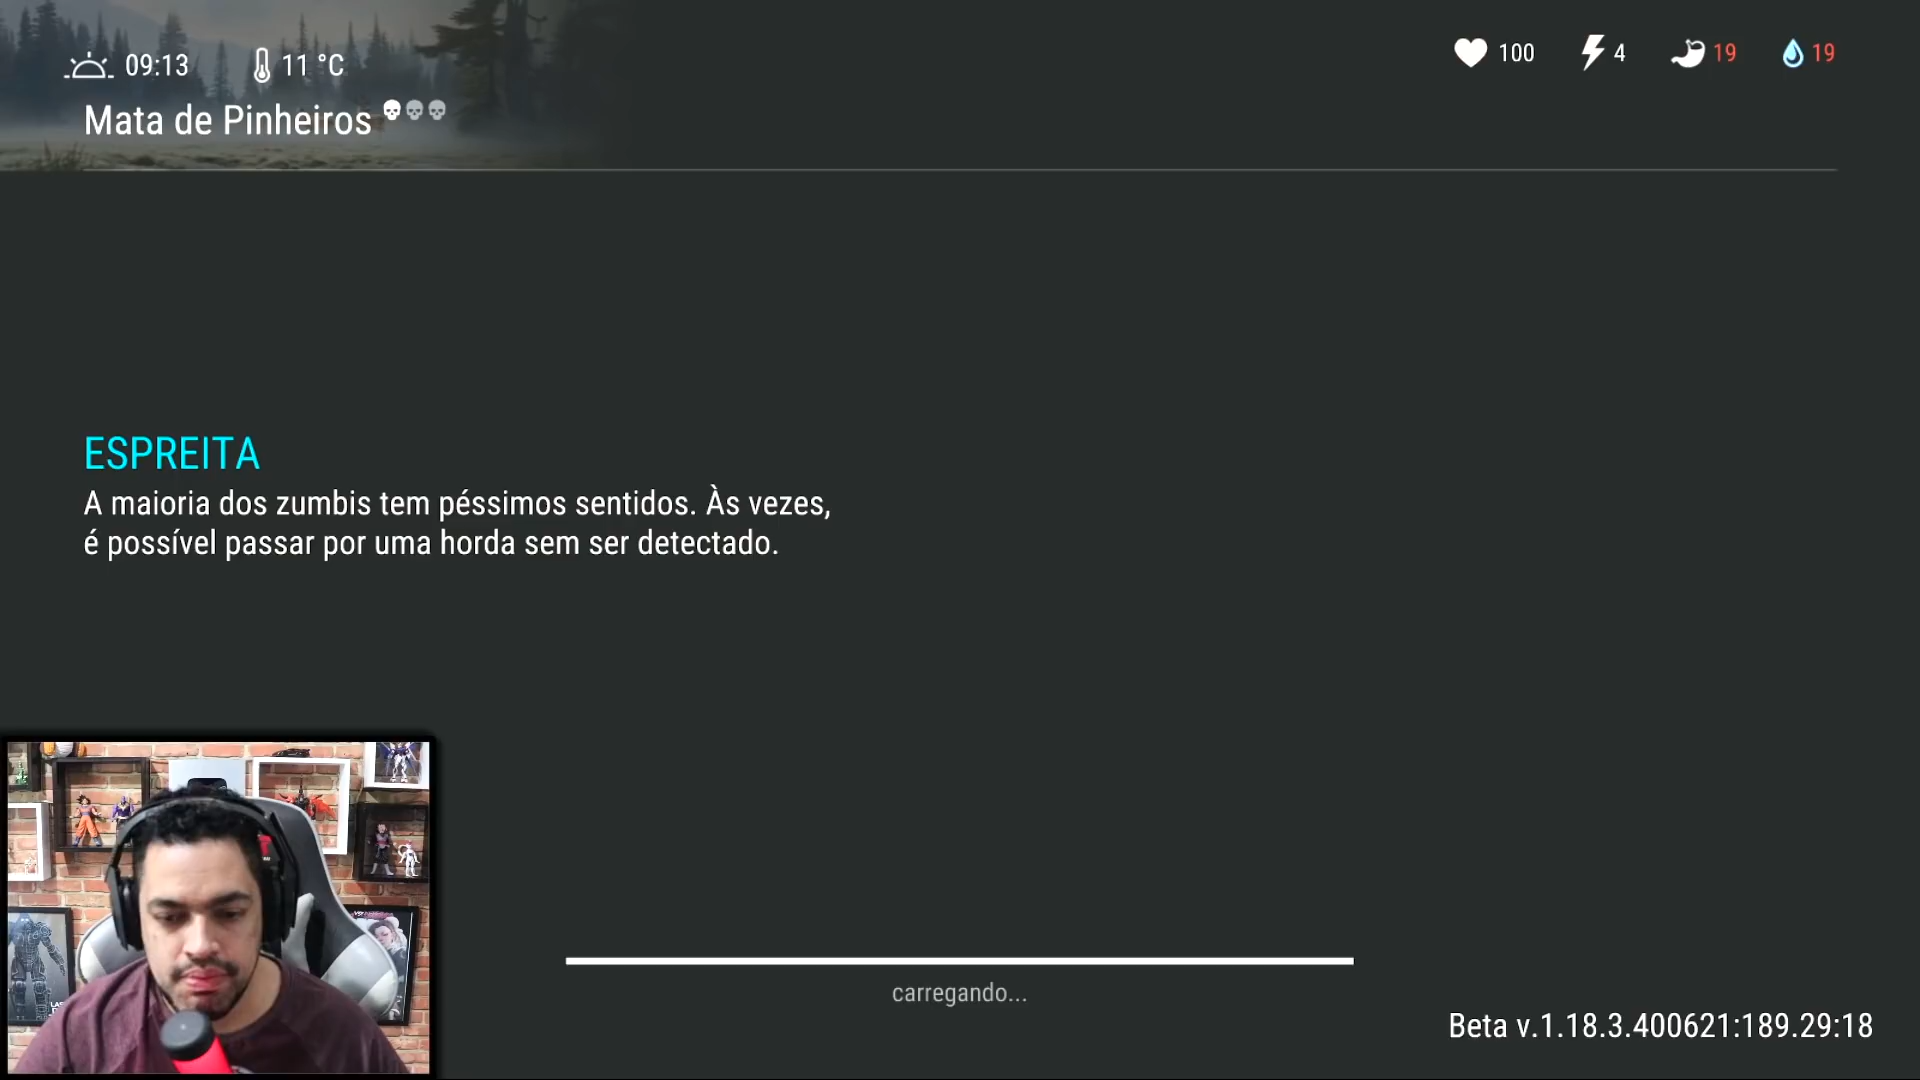 09:13 11 °C
100 4 19 19
Mata de Pinheiros
ESPREITA
A maioria dos zumbis tem péssimos sentidos. Às vezes,
é possível passar por uma horda sem ser detectado.
carregando...
Beta v.1.18.3.400621:189.29:18